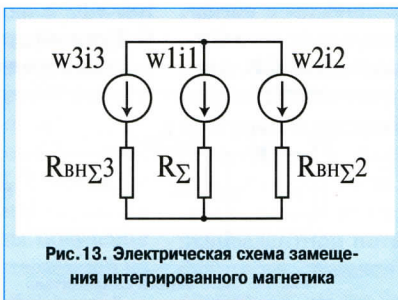 w3i3 w1i1 w2i2
RВНΣ3 RΣ RВНΣ2
Рис.13. Электрическая схема замеще-
ния интегрированного магнетика